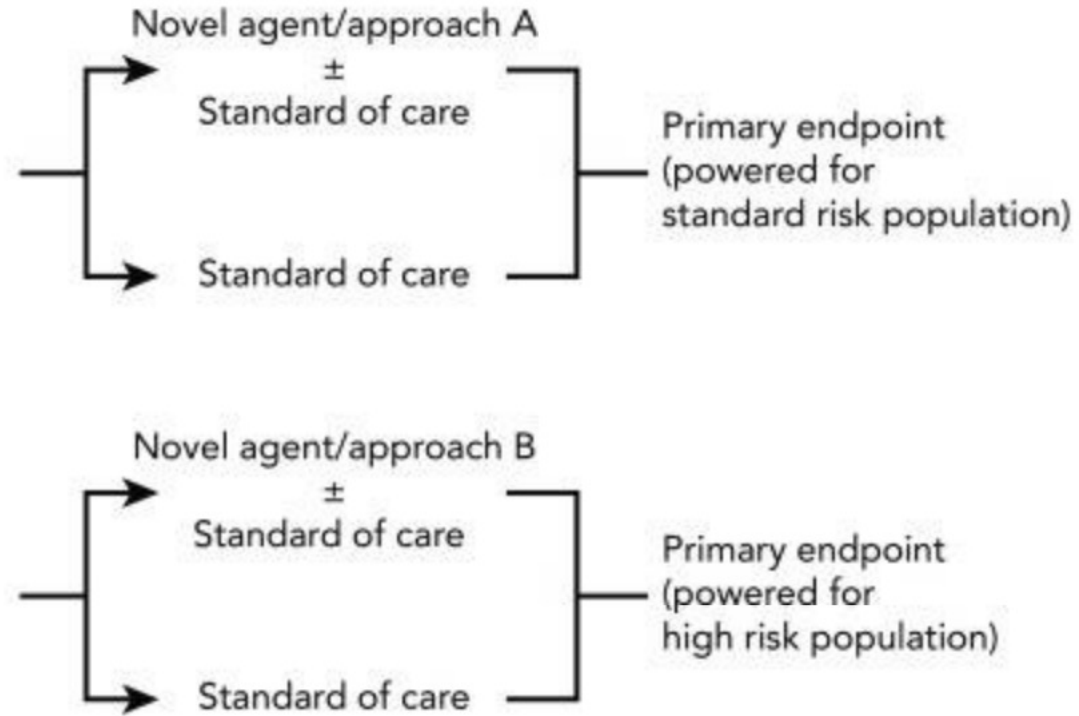 Novel agent/approach A
±
Standard of care
Primary endpoint
(powered for
standard risk population)
Standard of care
Novel agent/approach B
±
Standard of care
Primary endpoint
(powered for
high risk population)
Standard of care